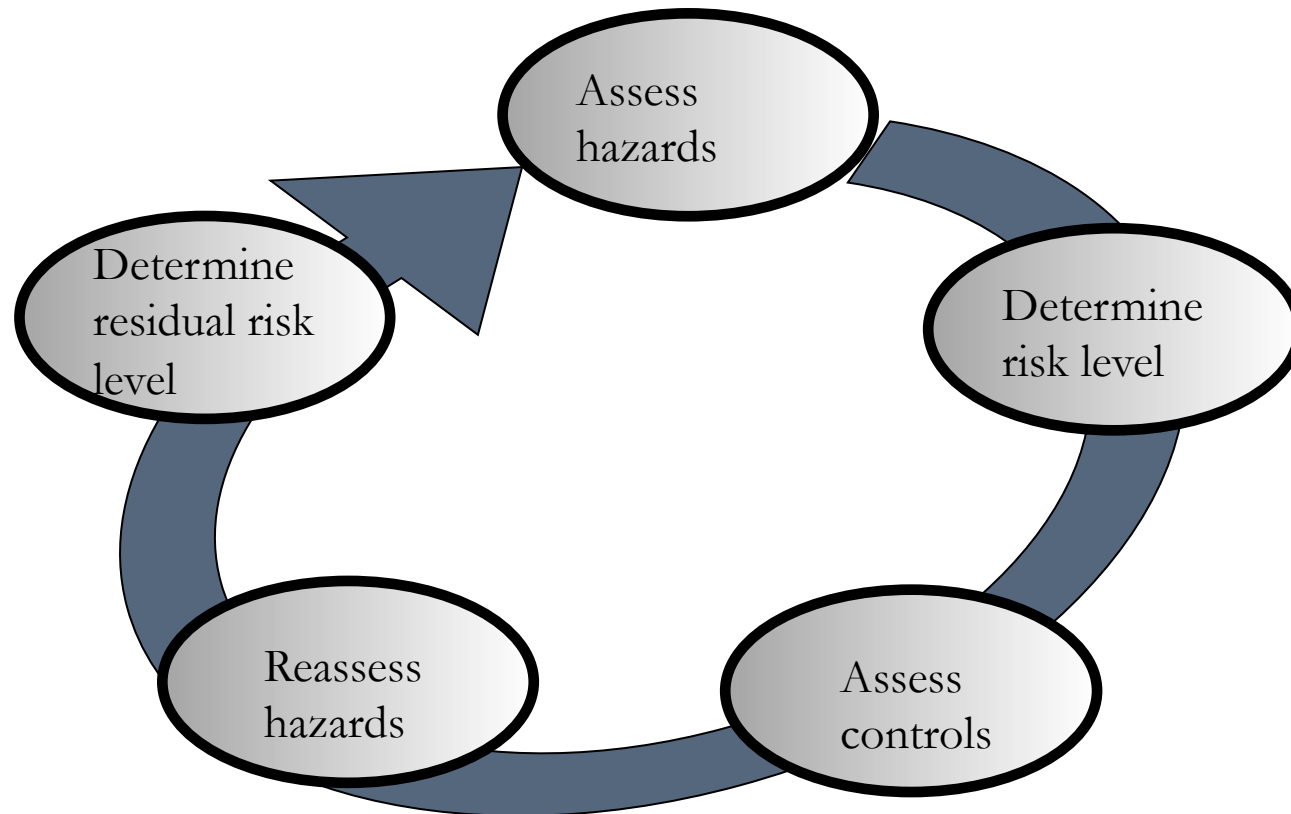 Assess
hazards
Determine
risk level
Assess
controls
Reassess
hazards
Determine
residual risk
level